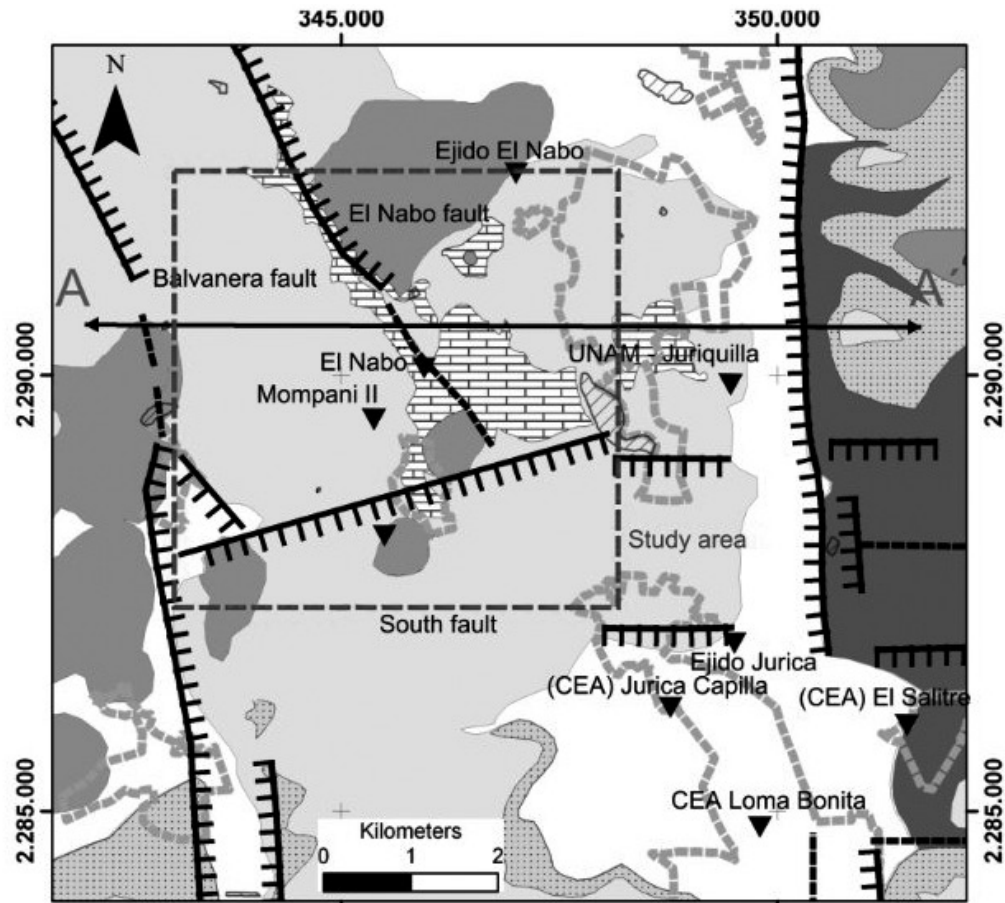 345.000
350.000
N
Ejido El Nabo
El Nabo fault
Balvanera fault
A
A´
2.290.000
2.290.000
UNAM - Juriquilla
El Nabo
Mompani II
Study area
South fault
Ejido Jurica
(CEA) Jurica Capilla
(CEA) El Salitre
2.285.000
2.285.000
CEA Loma Bonita
Kilometers
0
1
2